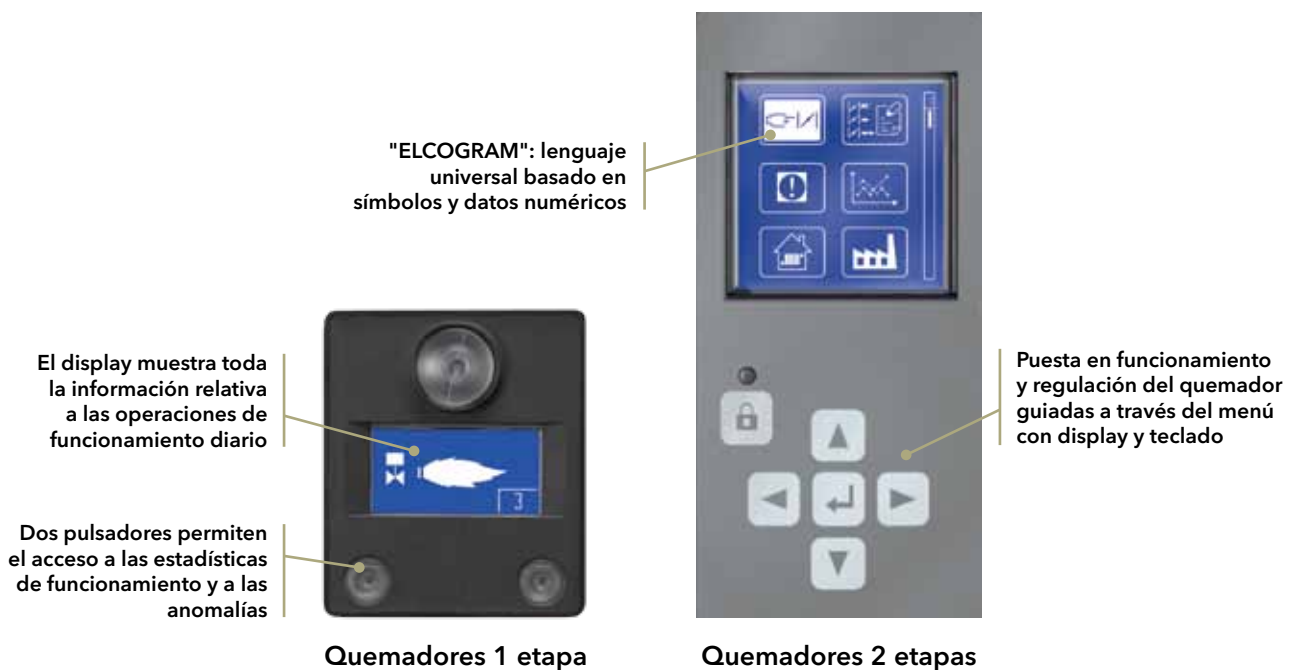 "ELCOGRAM": lenguaje
universal basado en
símbolos y datos numéricos
El display muestra toda
la información relativa
a las operaciones de
funcionamiento diario
3
Dos pulsadores permiten
el acceso a las estadísticas
de funcionamiento y a las
anomalías
Puesta en funcionamiento
y regulación del quemador
guiadas a través del menú
con display y teclado
Quemadores 1 etapa
Quemadores 2 etapas